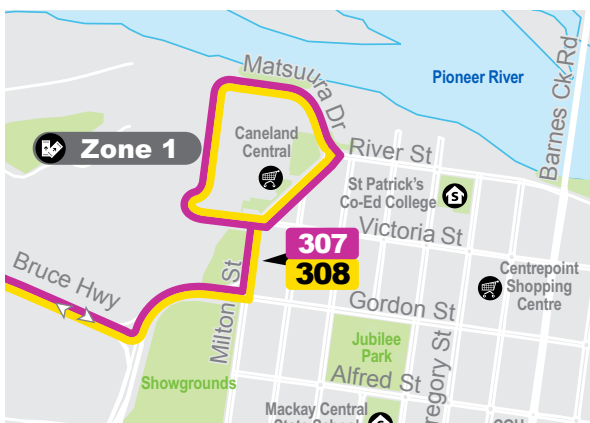 Matsuura Dr
Pioneer River
Barnes Ck Rd
Zone 1
Caneland
Central
River St
St Patrick's
Co-Ed College
S
Victoria St
307
308
Bruce Hwy
Milton St
Centrepoint
Shopping
Centre
Gordon St
Jubilee
Park
Showgrounds
Alfred St
Mackay Central